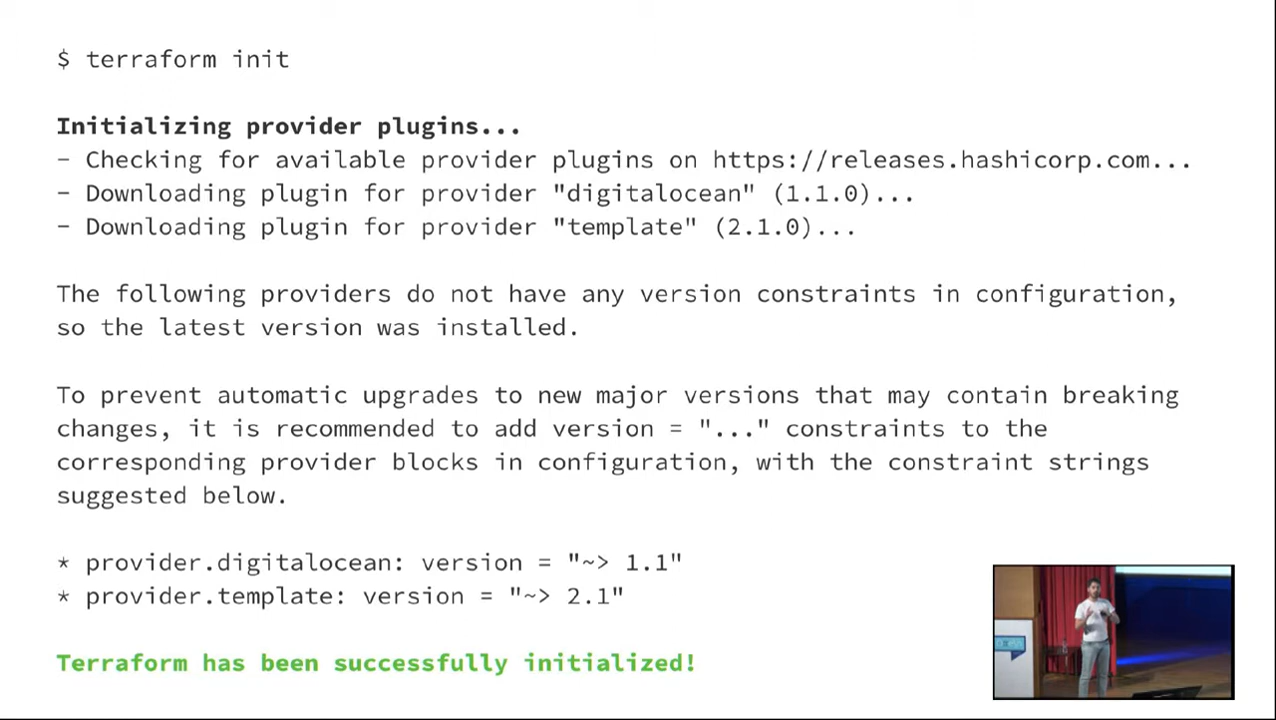 $ terraform init
Initializing provider plugins...
- Checking for available provider plugins on https://releases.hashicorp.com...
- Downloading plugin for provider "digitalocean" (1.1.0)...
- Downloading plugin for provider "template" (2.1.0)...
The following providers do not have any version constraints in configuration,
so the latest version was installed.
To prevent automatic upgrades to new major versions that may contain breaking
changes, it is recommended to add version = "..." constraints to the
corresponding provider blocks in configuration, with the constraint strings
suggested below.
* provider.digitalocean: version = "~> 1.1"
* provider.template: version = "~> 2.1"
Terraform has been successfully initialized!